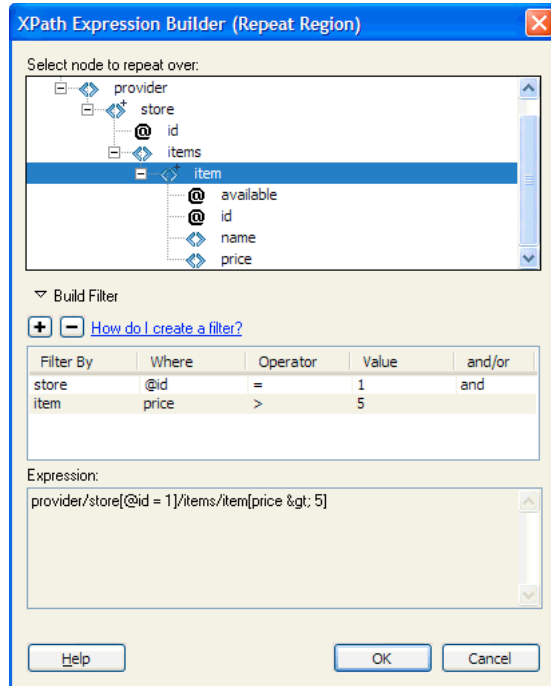 XPath Expression Builder (Repeat Region)
Select node to repeat over:
provider
store
@ id
items
item
@ available
@ id
name
price
Build Filter
How do I create a filter?
Filter By Where Operator Value and/or
store @id = 1 and
item price > 5
Expression:
provider/store[@id = 1]/items/item[price &gt; 5]
Help OK Cancel